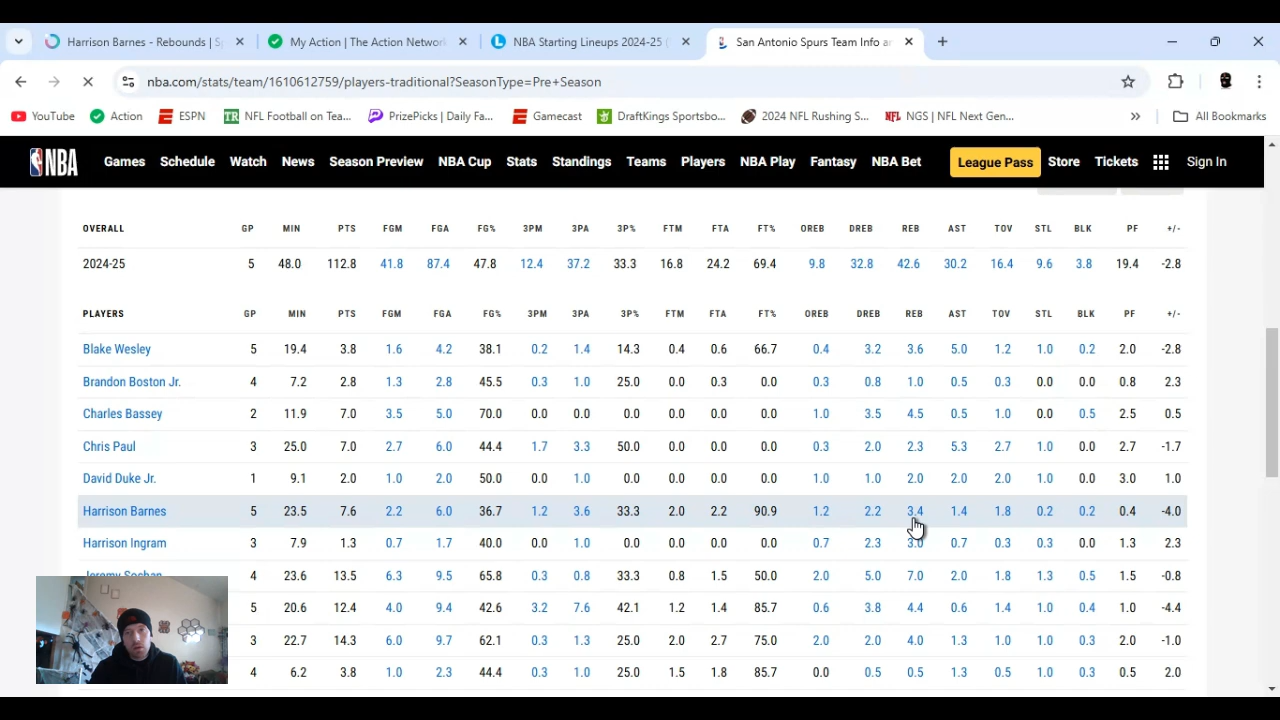 Harrison Barnes - Rebounds | S
My Action | The Action Network
NBA Starting Lineups 2024-25 (
San Antonio Spurs Team Info an
nba.com/stats/team/1610612759/players-traditional?SeasonType=Pre+Season
YouTube Action ESPN NFL Football on Tea... PrizePicks | Daily Fa... Gamecast DraftKings Sportsbo... 2024 NFL Rushing S... NGS | NFL Next Gen... » All Bookmarks
NBA Games Schedule Watch News Season Preview NBA Cup Stats Standings Teams Players NBA Play Fantasy NBA Bet League Pass Store Tickets Sign In
OVERALL GP MIN PTS FGM FGA FG% 3PM 3PA 3P% FTM FTA FT% OREB DREB REB AST TOV STL BLK PF +/-
2024-25 5 48.0 112.8 41.8 87.4 47.8 12.4 37.2 33.3 16.8 24.2 69.4 9.8 32.8 42.6 30.2 16.4 9.6 3.8 19.4 -2.8
PLAYERS GP MIN PTS FGM FGA FG% 3PM 3PA 3P% FTM FTA FT% OREB DREB REB AST TOV STL BLK PF +/-
Blake Wesley 5 19.4 3.8 1.6 4.2 38.1 0.2 1.4 14.3 0.4 0.6 66.7 0.4 3.2 3.6 5.0 1.2 1.0 0.2 2.0 -2.8
Brandon Boston Jr. 4 7.2 2.8 1.3 2.8 45.5 0.3 1.0 25.0 0.0 0.3 0.0 0.3 0.8 1.0 0.5 0.3 0.0 0.0 0.8 2.3
Charles Bassey 2 11.9 7.0 3.5 5.0 70.0 0.0 0.0 0.0 0.0 0.0 0.0 1.0 3.5 4.5 0.5 1.0 0.0 0.5 2.5 0.5
Chris Paul 3 25.0 7.0 2.7 6.0 44.4 1.7 3.3 50.0 0.0 0.0 0.0 0.3 2.0 2.3 5.3 2.7 1.0 0.0 2.7 -1.7
David Duke Jr. 1 9.1 2.0 1.0 2.0 50.0 0.0 1.0 0.0 0.0 0.0 0.0 1.0 1.0 2.0 2.0 2.0 1.0 0.0 3.0 1.0
Harrison Barnes 5 23.5 7.6 2.2 6.0 36.7 1.2 3.6 33.3 2.0 2.2 90.9 1.2 2.2 3.4 1.4 1.8 0.2 0.2 0.4 -4.0
Harrison Ingram 3 7.9 1.3 0.7 1.7 40.0 0.0 1.0 0.0 0.0 0.0 0.0 0.7 2.3 3.0 0.7 0.3 0.3 0.0 1.3 2.3
Jeremy Sochan 4 23.6 13.5 6.3 9.5 65.8 0.3 0.8 33.3 0.8 1.5 50.0 2.0 5.0 7.0 2.0 1.8 1.3 0.5 1.5 -0.8
5 20.6 12.4 4.0 9.4 42.6 3.2 7.6 42.1 1.2 1.4 85.7 0.6 3.8 4.4 0.6 1.4 1.0 0.4 1.0 -4.4
3 22.7 14.3 6.0 9.7 62.1 0.3 1.3 25.0 2.0 2.7 75.0 2.0 2.0 4.0 1.3 1.0 1.0 0.3 2.0 -1.0
4 6.2 3.8 1.0 2.3 44.4 0.3 1.0 25.0 1.5 1.8 85.7 0.0 0.5 0.5 1.3 0.5 1.0 0.3 0.5 2.0